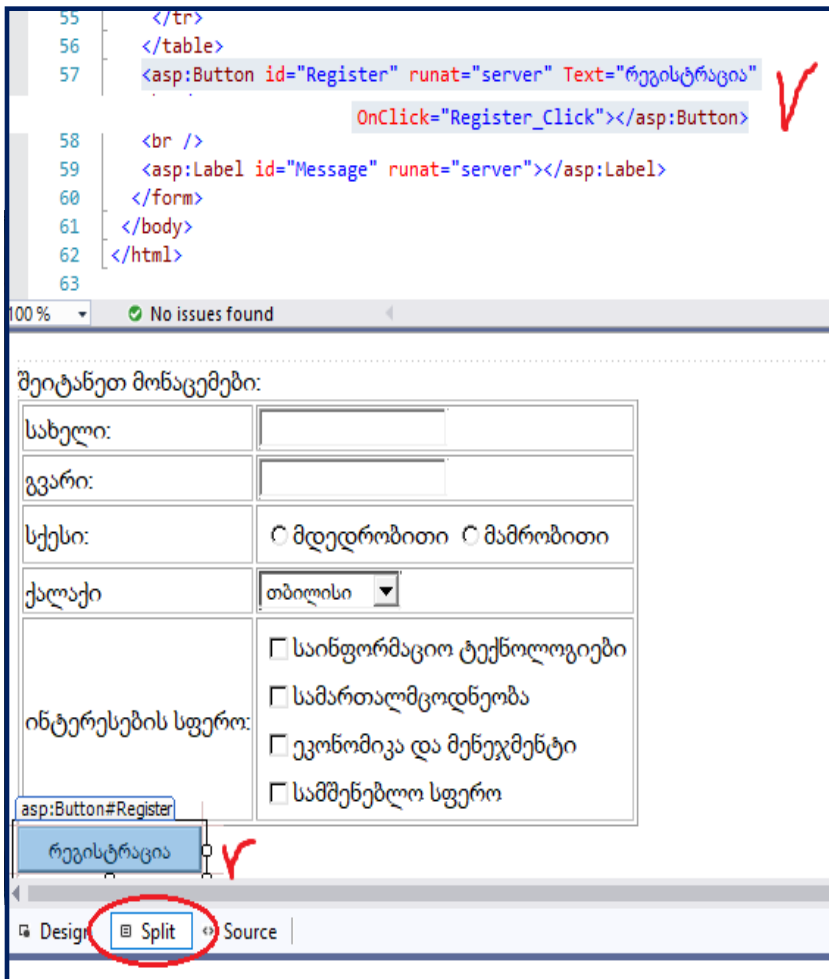 55 </tr>
56 </table>
57 <asp:Button id="Register" runat="server" Text="რეგისტრაცია"
OnClick="Register_Click"></asp:Button>
58 <br />
59 <asp:Label id="Message" runat="server"></asp:Label>
60 </form>
61 </body>
62 </html>
63
100 % No issues found
შეიტანეთ მონაცემები:
სახელი:
გვარი:
სქესი: მდედრობითი მამრობითი
ქალაქი თბილისი
საინფორმაციო ტექნოლოგიები
სამართალმცოდნეობა
ინტერესების სფერო:
ეკონომიკა და მენეჯმენტი
სამშენებლო სფერო
asp:Button#Register
რეგისტრაცია
Design Split Source